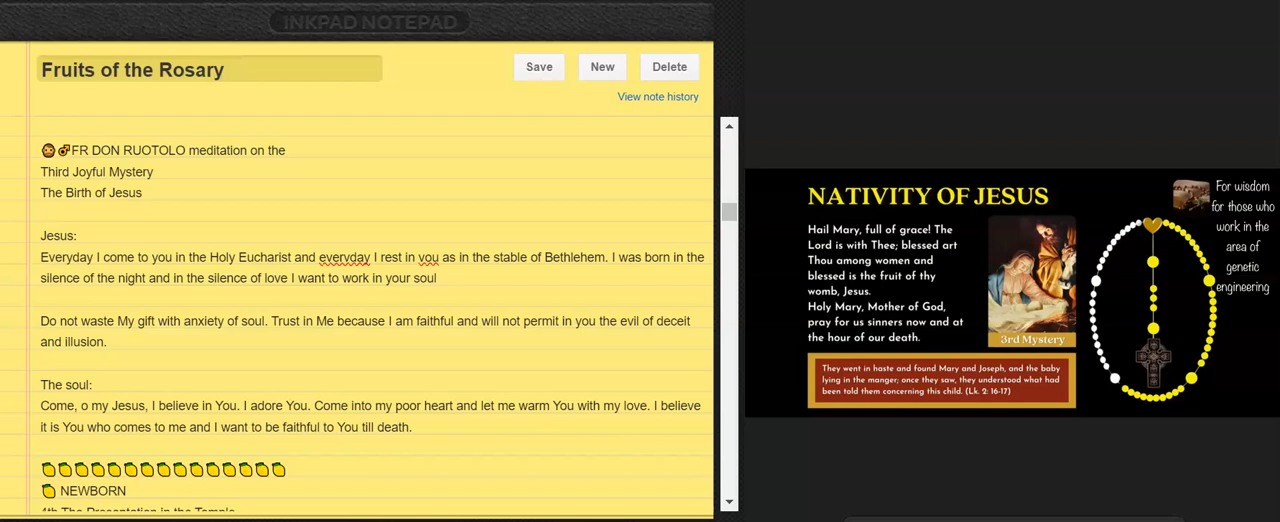 INKPAD NOTEPAD
Fruits of the Rosary
Save
New
Delete
View note history
FR DON RUOTOLO meditation on the
Third Joyful Mystery
The Birth of Jesus
Jesus:
Everyday I come to you in the Holy Eucharist and everyday I rest in you as in the stable of Bethlehem. I was born in the
silence of the night and in the silence of love I want to work in your soul
Do not waste My gift with anxiety of soul. Trust in Me because I am faithful and will not permit in you the evil of deceit
and illusion.
The soul:
Come, o my Jesus, I believe in You. I adore You. Come into my poor heart and let me warm You with my love. I believe
it is You who comes to me and I want to be faithful to You till death.
NEWBORN
4th The Presentation in the Temple
NATIVITY OF JESUS
Hail Mary, full of grace! The
Lord is with Thee; blessed art
Thou among women and
blessed is the fruit of thy
womb, Jesus.
Holy Mary, Mother of God,
pray for us sinners now and at
the hour of our death.
3rd Mystery
They went in haste and found Mary and Joseph, and the baby
lying in the manger; once they saw, they understood what had
been told them concerning this child. (Lk. 2: 16-17)
For wisdom
for those who
work in the
area of
genetic
engineering